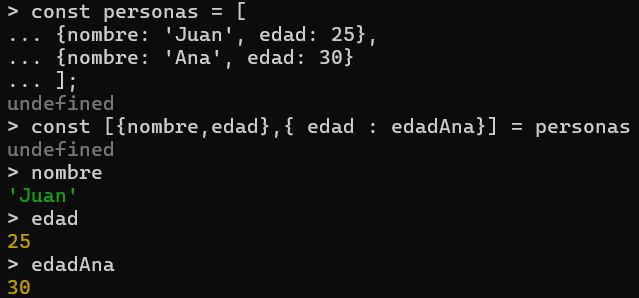 > const personas = [
... {nombre: 'Juan', edad: 25},
... {nombre: 'Ana', edad: 30}
... ];
undefined
> const [{nombre,edad},{ edad : edadAna}] = personas
undefined
> nombre
'Juan'
> edad
25
> edadAna
30